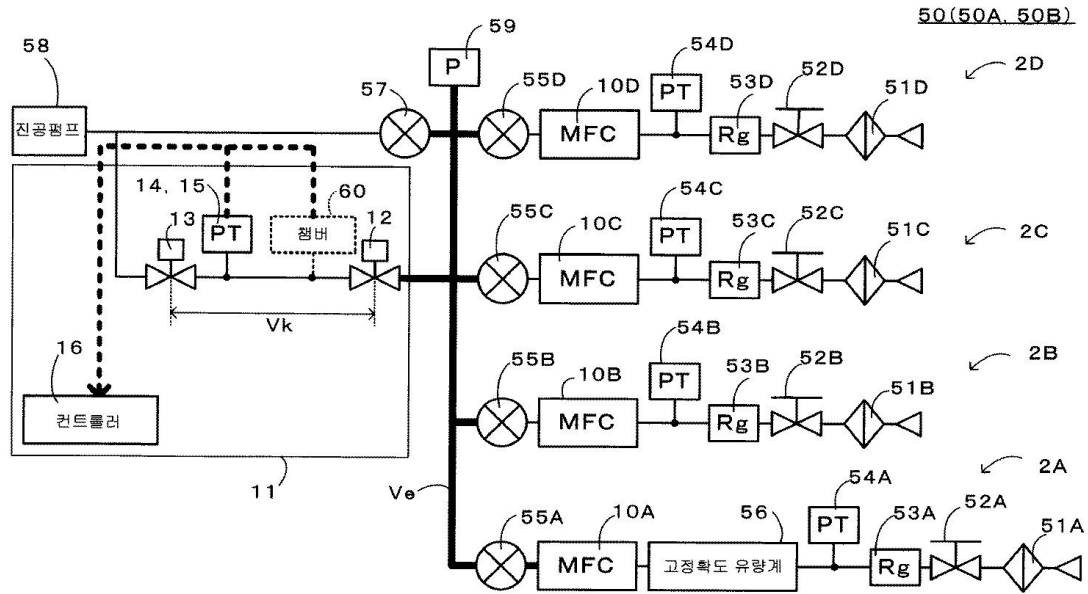 50(50A, 50B)
58
진공펌프
57
59
P
55D
10D
MFC
54D
PT
53D
Rg
52D
51D
2D
14, 15
PT
13
60
챔버
12
Vk
16
컨트롤러
11
55C
10C
MFC
54C
PT
53C
Rg
52C
51C
2C
55B
10B
MFC
54B
PT
53B
Rg
52B
51B
2B
Ve
55A
10A
MFC
56
고정확도 유량계
54A
PT
53A
Rg
52A
51A
2A